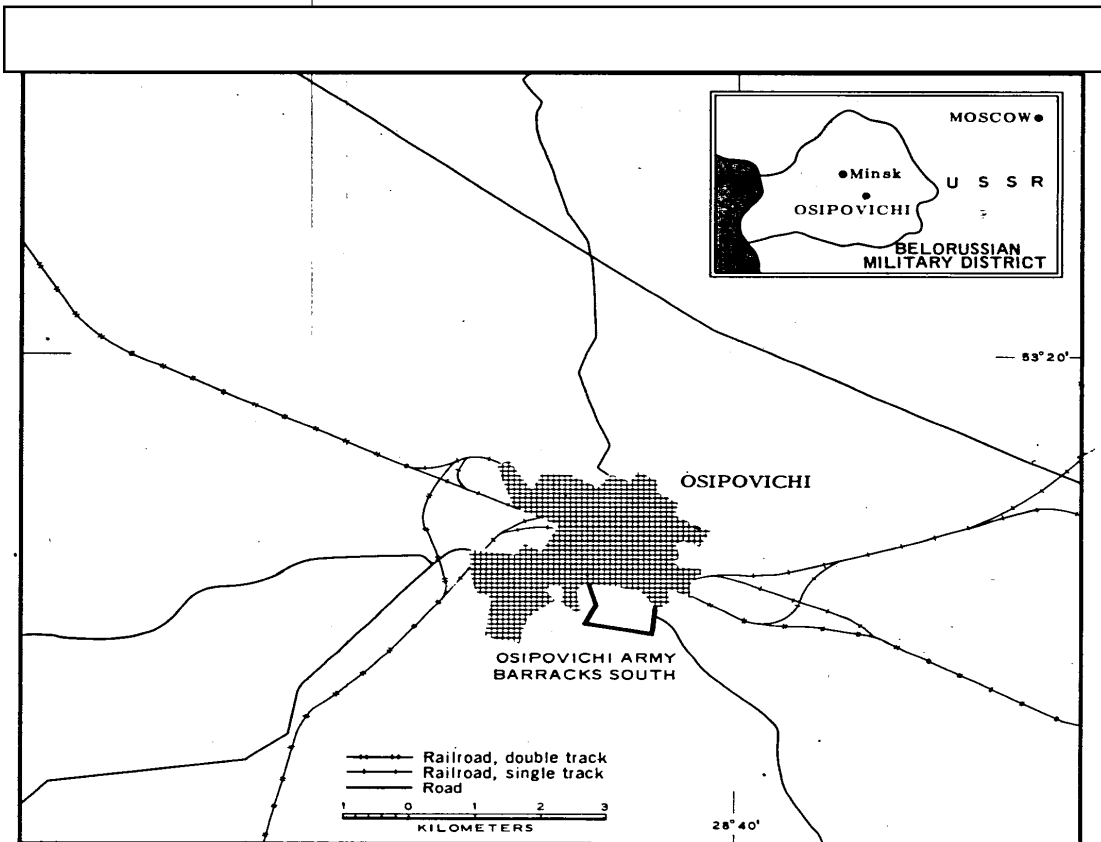 MOSCOW
Minsk
U S S R
OSIPOVICHI
BELORUSSIAN
MILITARY DISTRICT
53°20'
OSIPOVICHI
OSIPOVICHI ARMY
BARRACKS SOUTH
Railroad, double track
Railroad, single track
Road
1 0 1 2 3
KILOMETERS
28°40'